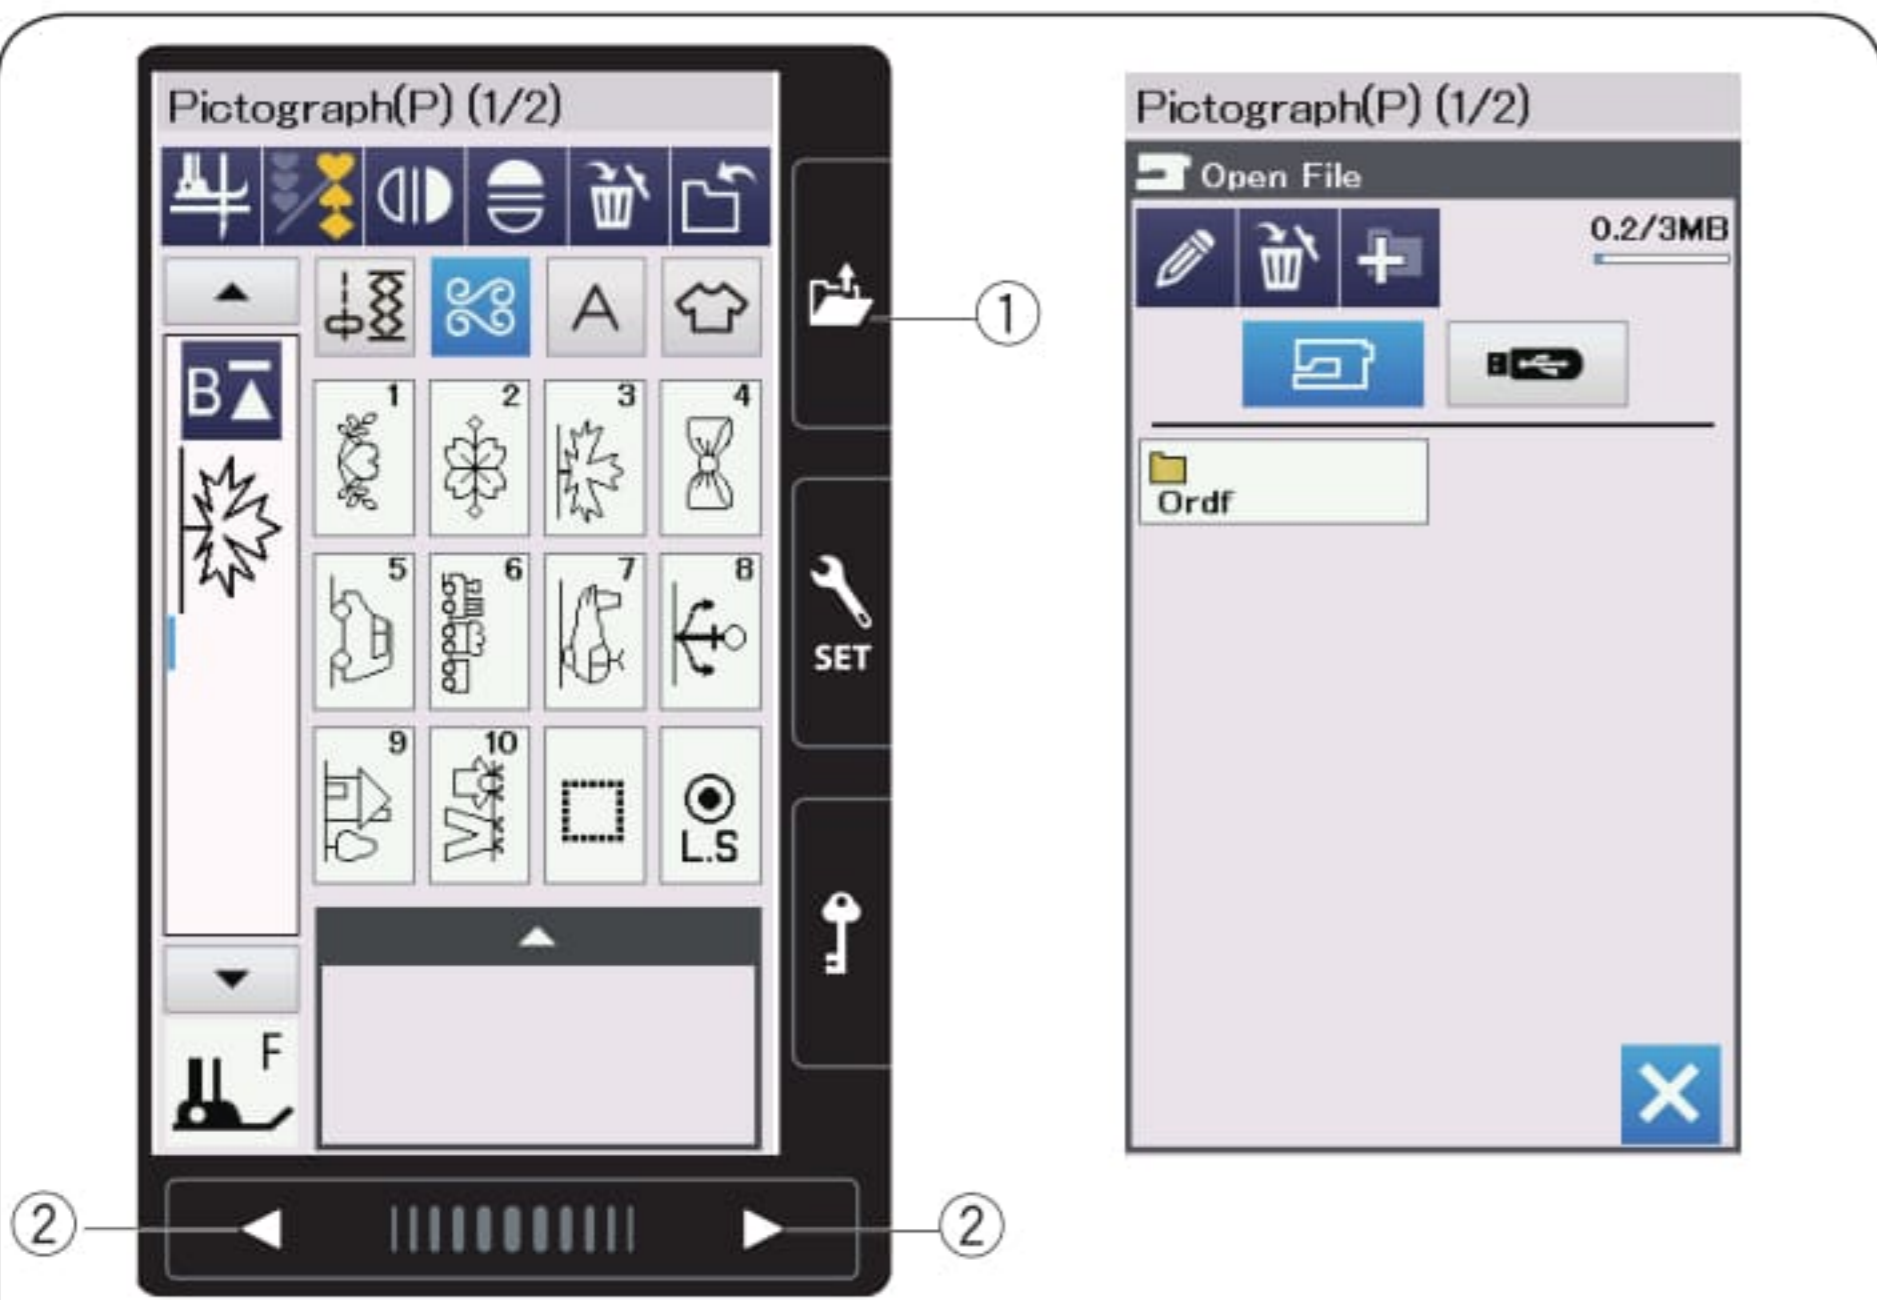 Pictograph(P) (1/2)
A
B
1 2 3 4
5 6 7 8
9 10
L.S
F
SET
①
②
②
Pictograph(P) (1/2)
Open File
0.2/3MB
Ordf